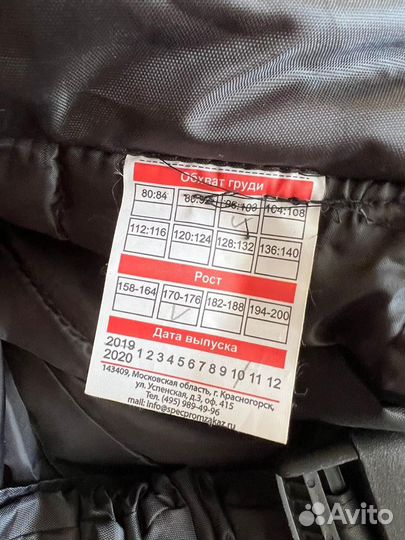 Обхват груди
80:84 88:92 96:100 104:108
112:116 120:124 128:132 136:140
Рост
158-164 170-176 182-188 194-200
Дата выпуска
2019
2020 1 2 3 4 5 6 7 8 9 10 11 12
143409, Московская область, г. Красногорск,
ул. Успенская, д.3, оф. 415
Тел. (495) 989-49-96
mail: info@specpromzakaz.ru
Avito